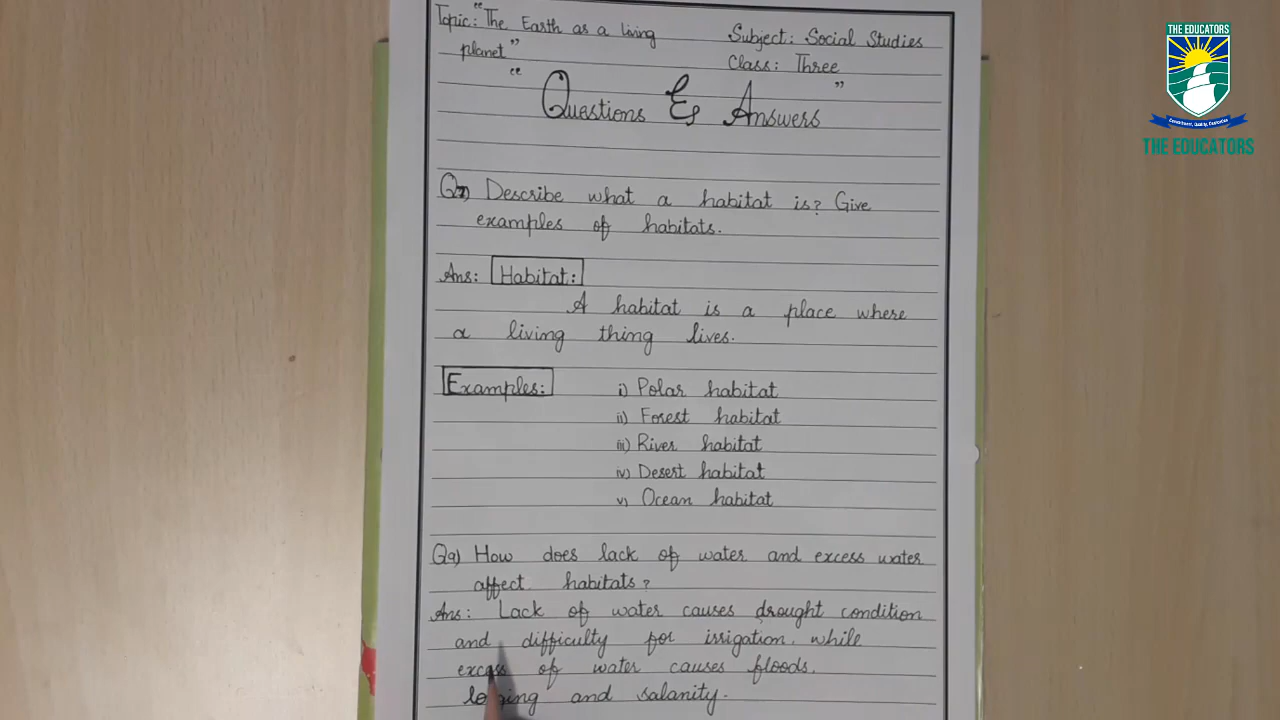 Topic: "The Earth as a living
planet"
Subject: Social Studies
Class: Three
" Questions & Answers "
Q7) Describe what a habitat is? Give
examples of habitats.
Ans: Habitat:
A habitat is a place where
a living thing lives.
Examples: i) Polar habitat
ii) Forest habitat
iii) River habitat
iv) Desert habitat
v) Ocean habitat
Q9) How does lack of water and excess water
affect habitats?
Ans: Lack of water causes drought condition
and difficulty for irrigation. while
excess of water causes floods.
and salanity.
THE EDUCATORS
THE EDUCATORS